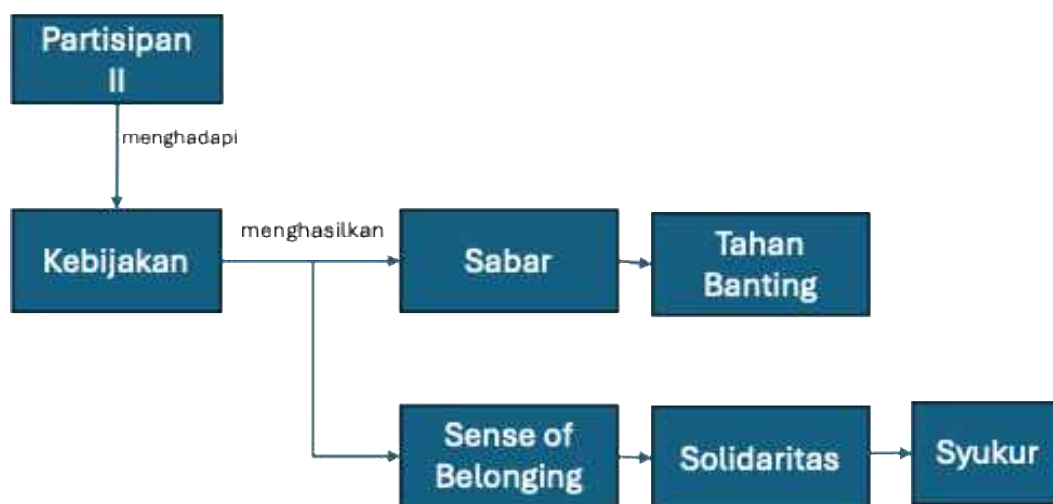 Partisipan
II
menghadapi
Kebijakan
menghasilkan
Sabar
Tahan
Banting
Sense of
Belonging
Solidaritas
Syukur